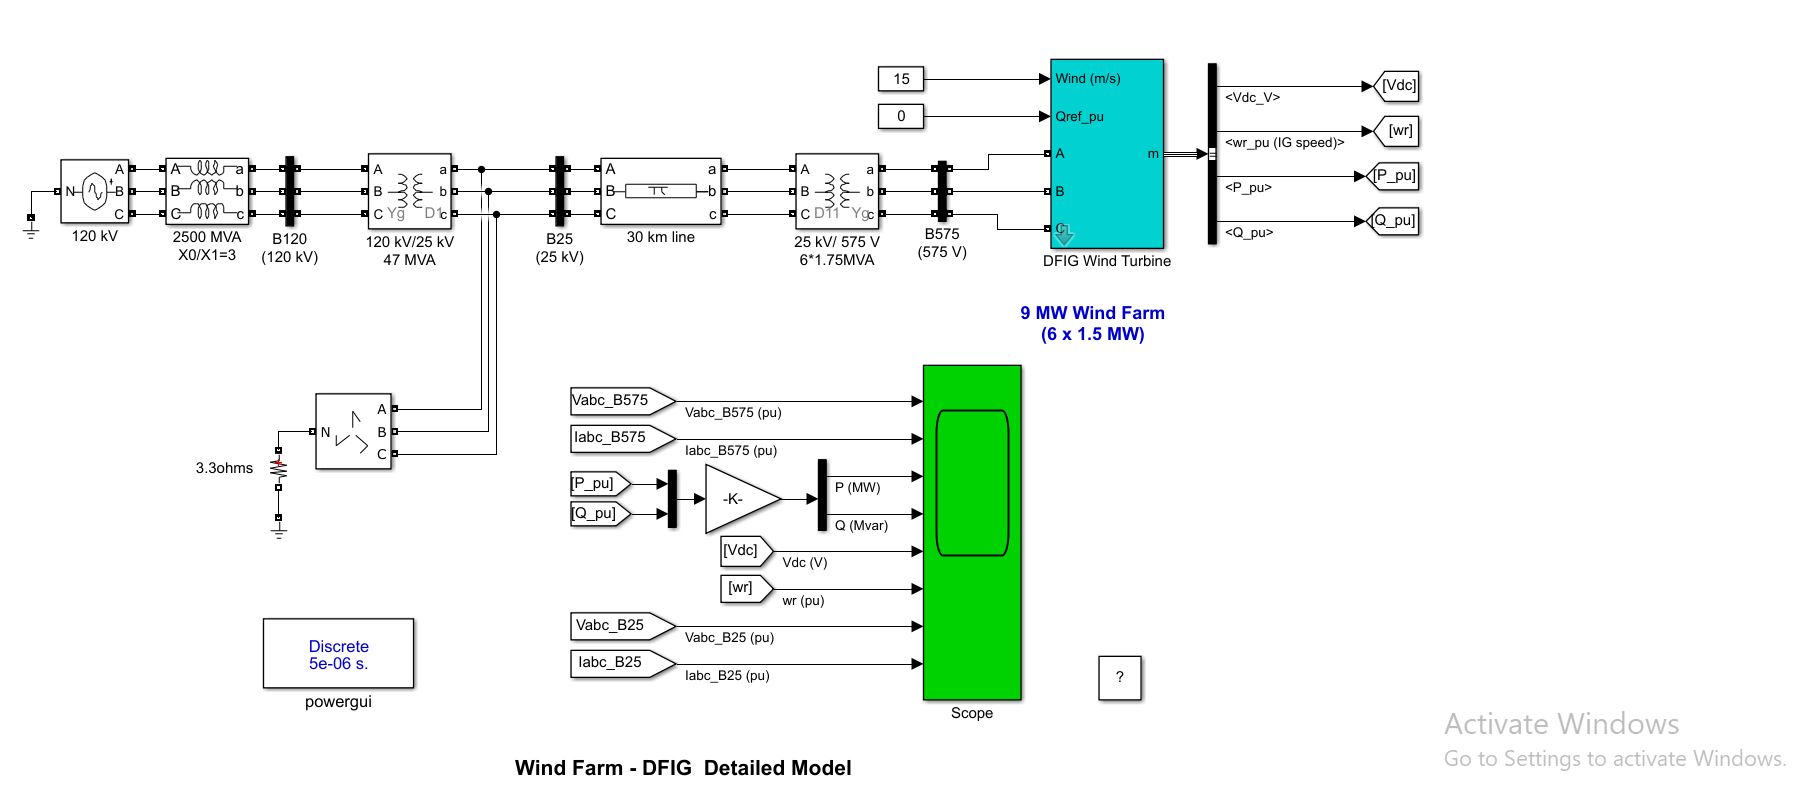 15
0
Wind (m/s)
Qref_pu
A
B
C
m
DFIG Wind Turbine
<Vdc_V>
<wr_pu (IG speed)>
<P_pu>
<Q_pu>
[Vdc]
[wr]
[P_pu]
[Q_pu]
N
A
B
C
120 kV
A a
B b
C c
2500 MVA
X0/X1=3
B120
(120 kV)
A a
B b
C Yg D1 c
120 kV/25 kV
47 MVA
B25
(25 kV)
A a
B b
C c
30 km line
A a
B b
C D11 Yg c
25 kV/ 575 V
6*1.75MVA
B575
(575 V)
9 MW Wind Farm
(6 x 1.5 MW)
N
A
B
C
3.3ohms
Vabc_B575
Vabc_B575 (pu)
Iabc_B575
Iabc_B575 (pu)
[P_pu]
[Q_pu]
-K-
P (MW)
Q (Mvar)
[Vdc]
Vdc (V)
[wr]
wr (pu)
Vabc_B25
Vabc_B25 (pu)
Iabc_B25
Iabc_B25 (pu)
Scope
Discrete
5e-06 s.
powergui
?
Wind Farm - DFIG Detailed Model
Activate Windows
Go to Settings to activate Windows.